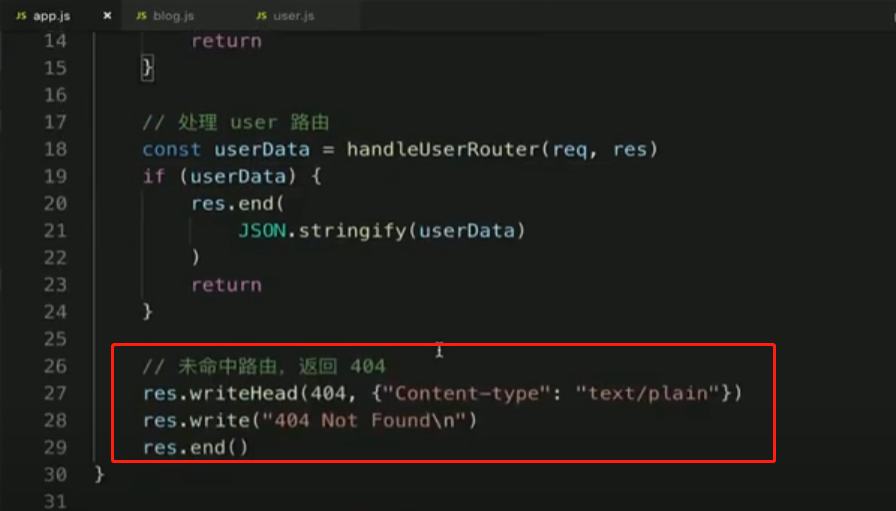 JS app.js × JS blog.js JS user.js
14 return
15 }
16
17 // 处理 user 路由
18 const userData = handleUserRouter(req, res)
19 if (userData) {
20 res.end(
21 JSON.stringify(userData)
22 )
23 return
24 }
25
26 // 未命中路由，返回 404
27 res.writeHead(404, {"Content-type": "text/plain"})
28 res.write("404 Not Found\n")
29 res.end()
30 }
31